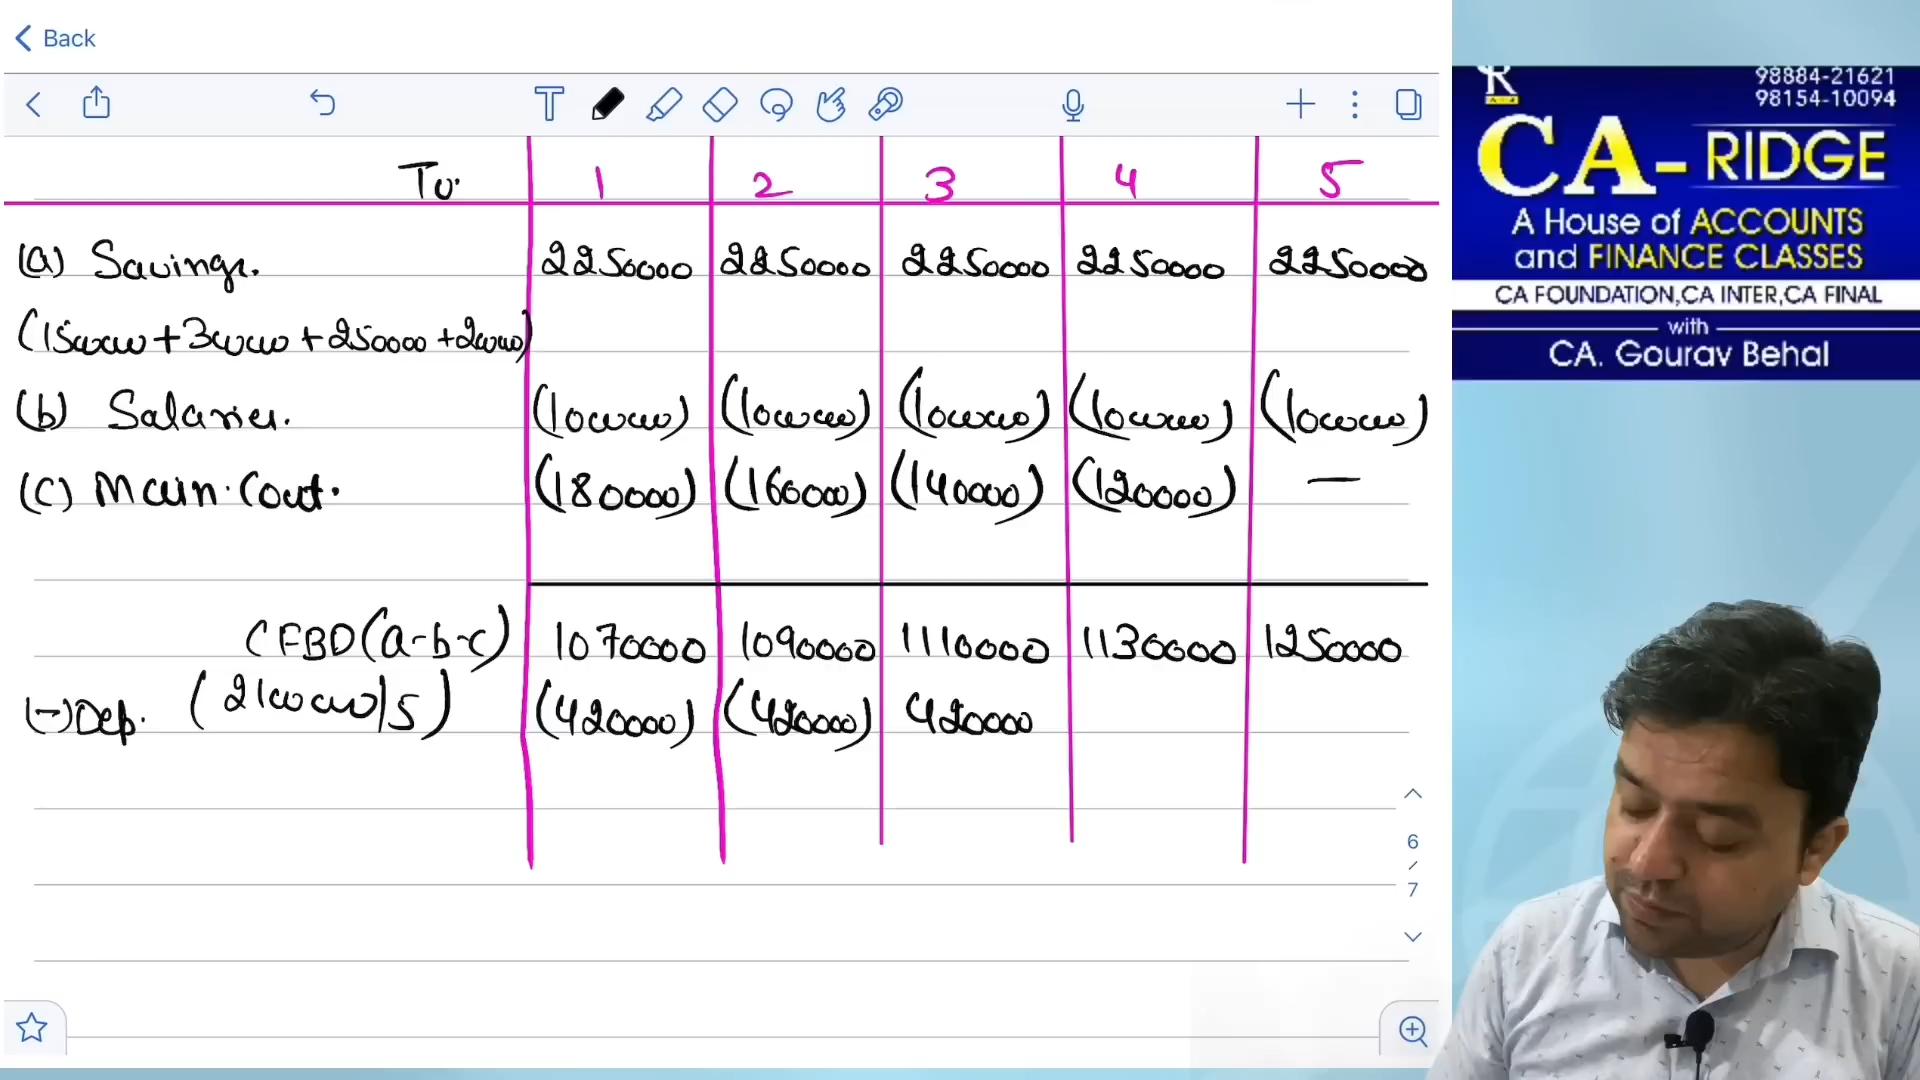 Back
98884-21621
98154-10094
CA- RIDGE
A House of ACCOUNTS
and FINANCE CLASSES
CA FOUNDATION,CA INTER,CA FINAL
with
CA. Gourav Behal
1 2 3 4 5
(a) Savings. 2250000 2250000 2250000 2250000 2250000
(1500000 + 300000 + 250000 + 200000)
(b) Salaries. (1000000) (1000000) (1000000) (1000000) (1000000)
(C) Main. Cont. (180000) (160000) (140000) (120000) —
CFBD (a-b-c) 1070000 1090000 1110000 1130000 1250000
(-) Dep. (2100000/5) (420000) (420000) 420000
6
/
7